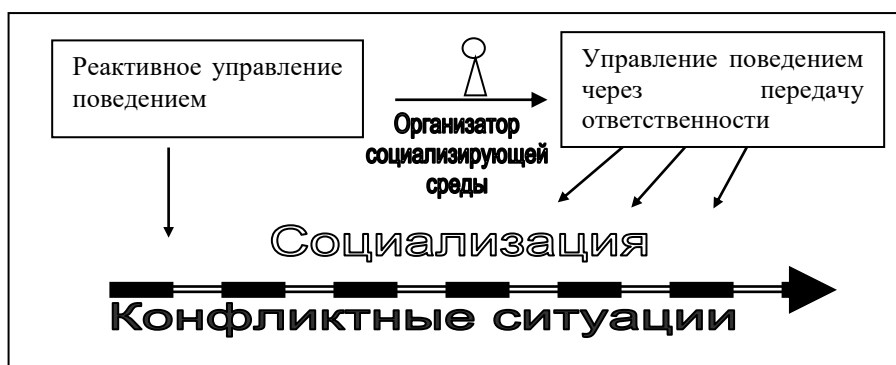 Реактивное управление
поведением
Организатор
социализирующей
среды
Управление поведением
через передачу
ответственности
Социализация
Конфликтные ситуации